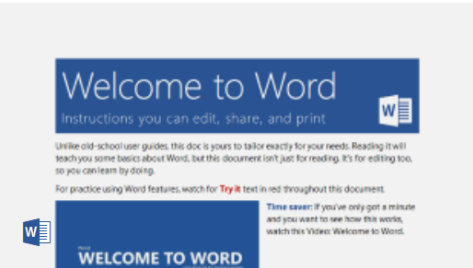 Welcome to Word
Instructions you can edit, share, and print
W
Unlike old-school user guides, this doc is yours to tailor exactly for your needs. Reading it will
teach you some basics about Word, but this document isn't just for reading. It's for editing too,
so you can learn by doing.
For practice using Word features, watch for Try it text in red throughout this document.
Time saver: If you've only got a minute
and you want to see how this works,
watch this Video: Welcome to Word.
W
WELCOME TO WORD